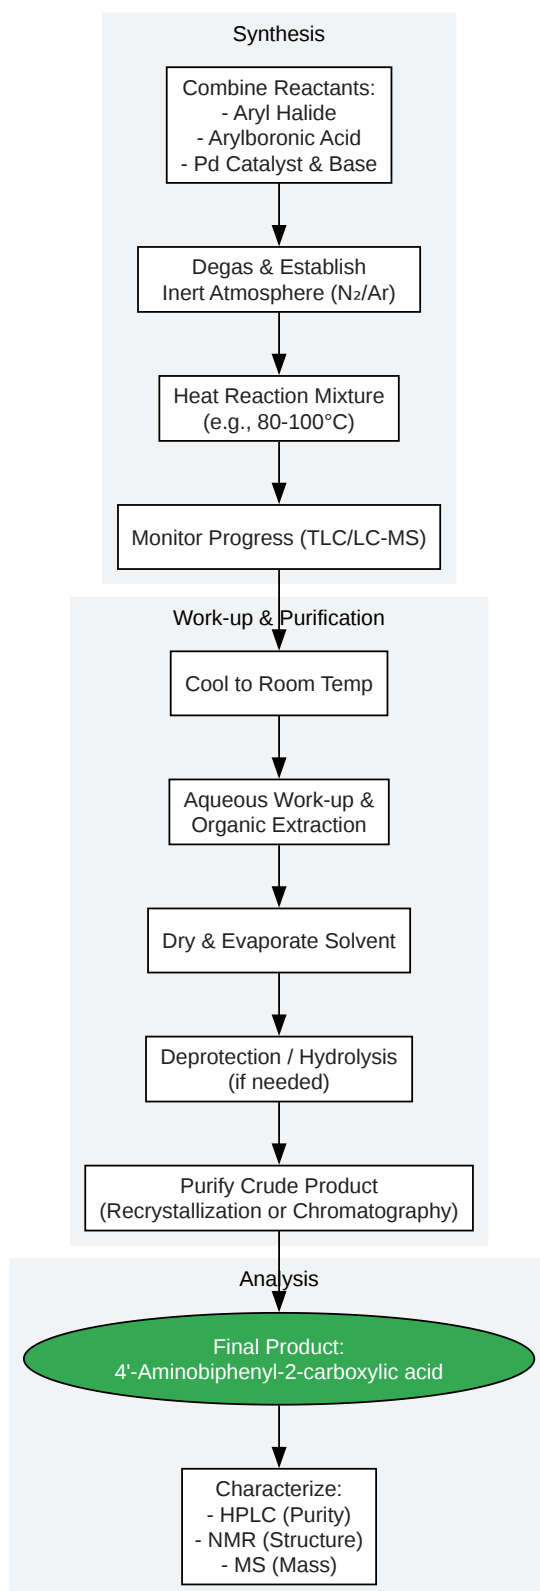 Synthesis
Combine Reactants:
- Aryl Halide
- Arylboronic Acid
- Pd Catalyst & Base
Degas & Establish
Inert Atmosphere (N₂/Ar)
Heat Reaction Mixture
(e.g., 80-100°C)
Monitor Progress (TLC/LC-MS)
Work-up & Purification
Cool to Room Temp
Aqueous Work-up &
Organic Extraction
Dry & Evaporate Solvent
Deprotection / Hydrolysis
(if needed)
Purify Crude Product
(Recrystallization or Chromatography)
Analysis
Final Product:
4'-Aminobiphenyl-2-carboxylic acid
Characterize:
- HPLC (Purity)
- NMR (Structure)
- MS (Mass)